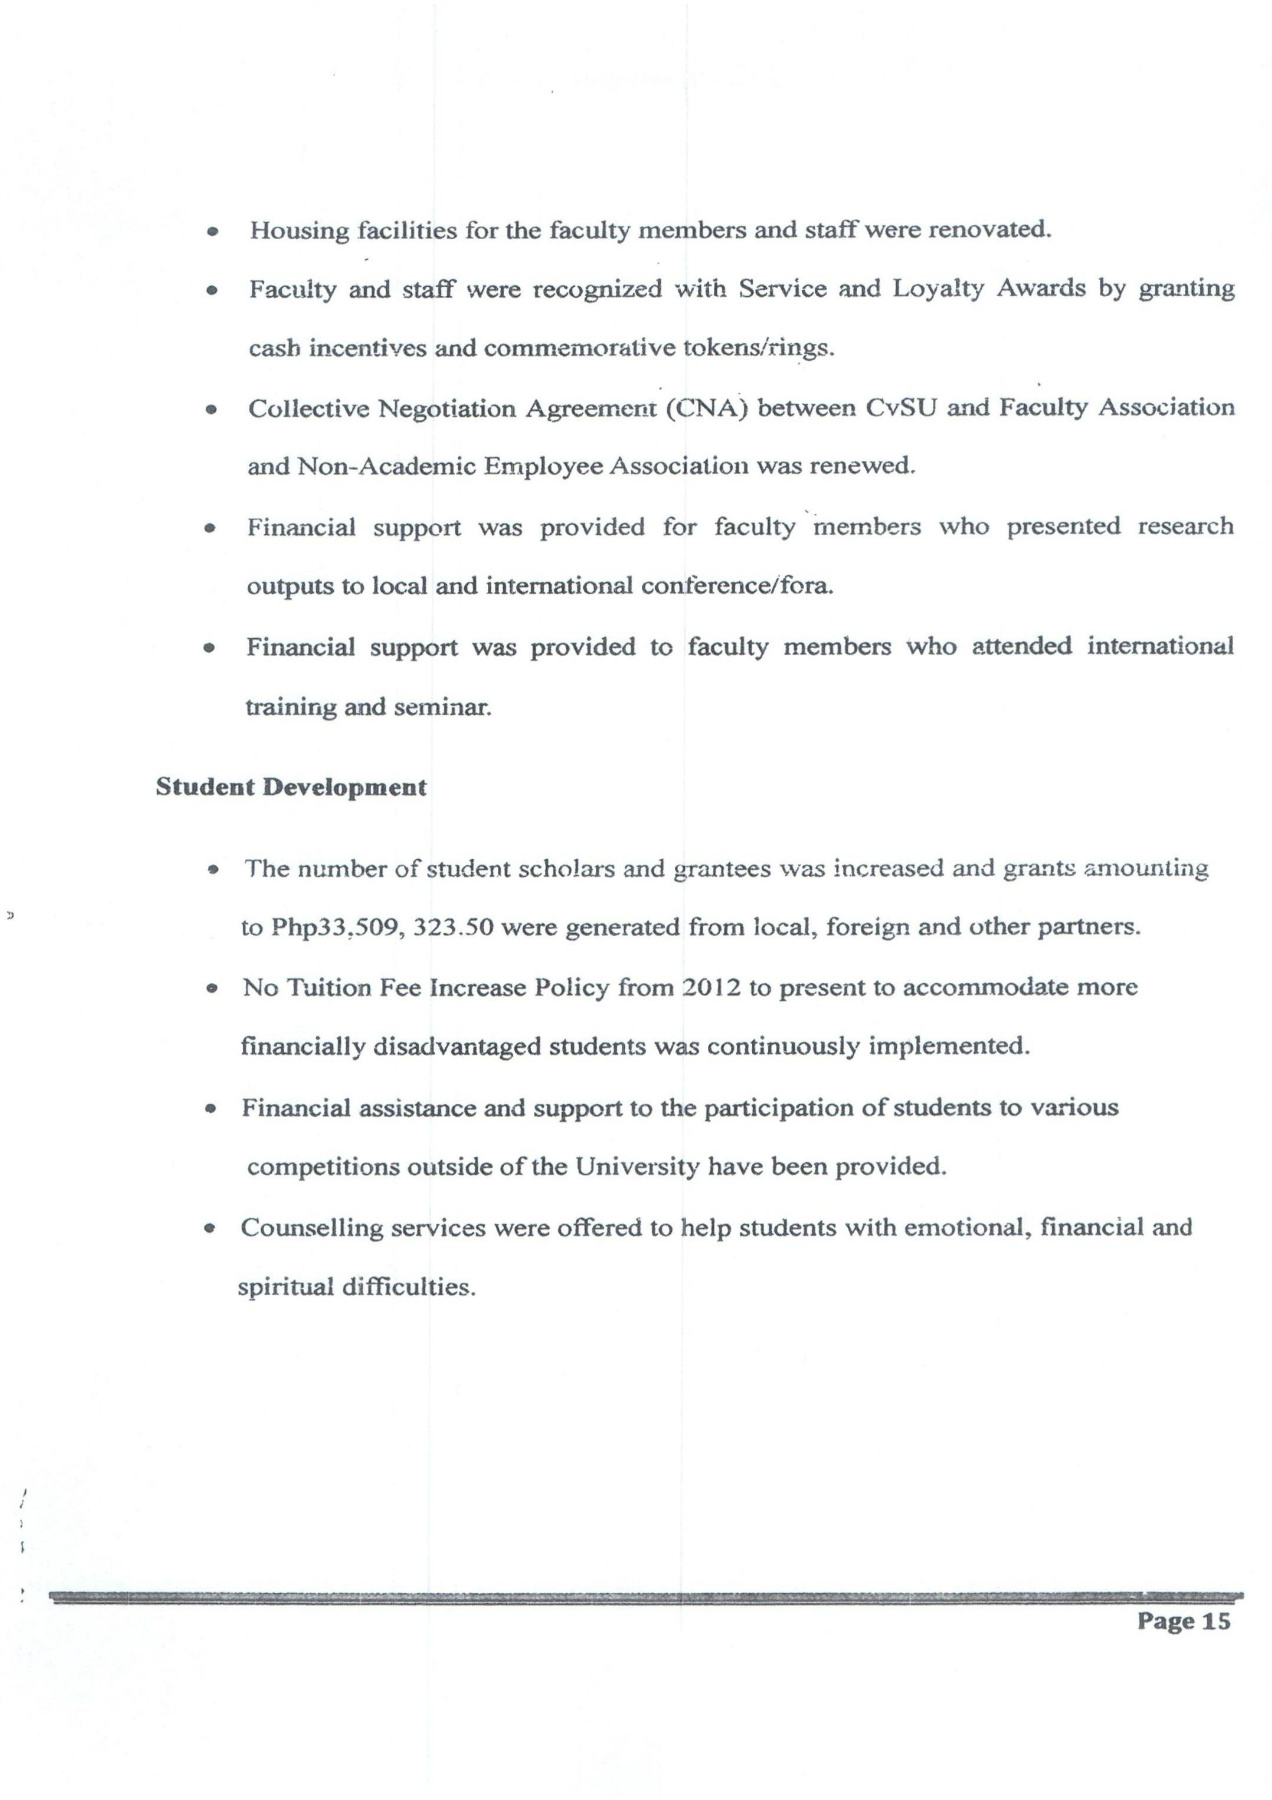 • Housing facilities for the faculty members and staff were renovated.
• Faculty and staff were recognized with Service and Loyalty Awards by granting
cash incentives and commemorative tokens/rings.
• Collective Negotiation Agreement (CNA) between CvSU and Faculty Association
and Non-Academic Employee Association was renewed.
• Financial support was provided for faculty members who presented research
outputs to local and international conference/fora.
• Financial support was provided to faculty members who attended international
training and seminar.
Student Development
• The number of student scholars and grantees was increased and grants amounting
to Php33,509, 323.50 were generated from local, foreign and other partners.
• No Tuition Fee Increase Policy from 2012 to present to accommodate more
financially disadvantaged students was continuously implemented.
• Financial assistance and support to the participation of students to various
competitions outside of the University have been provided.
• Counselling services were offered to help students with emotional, financial and
spiritual difficulties.
Page 15